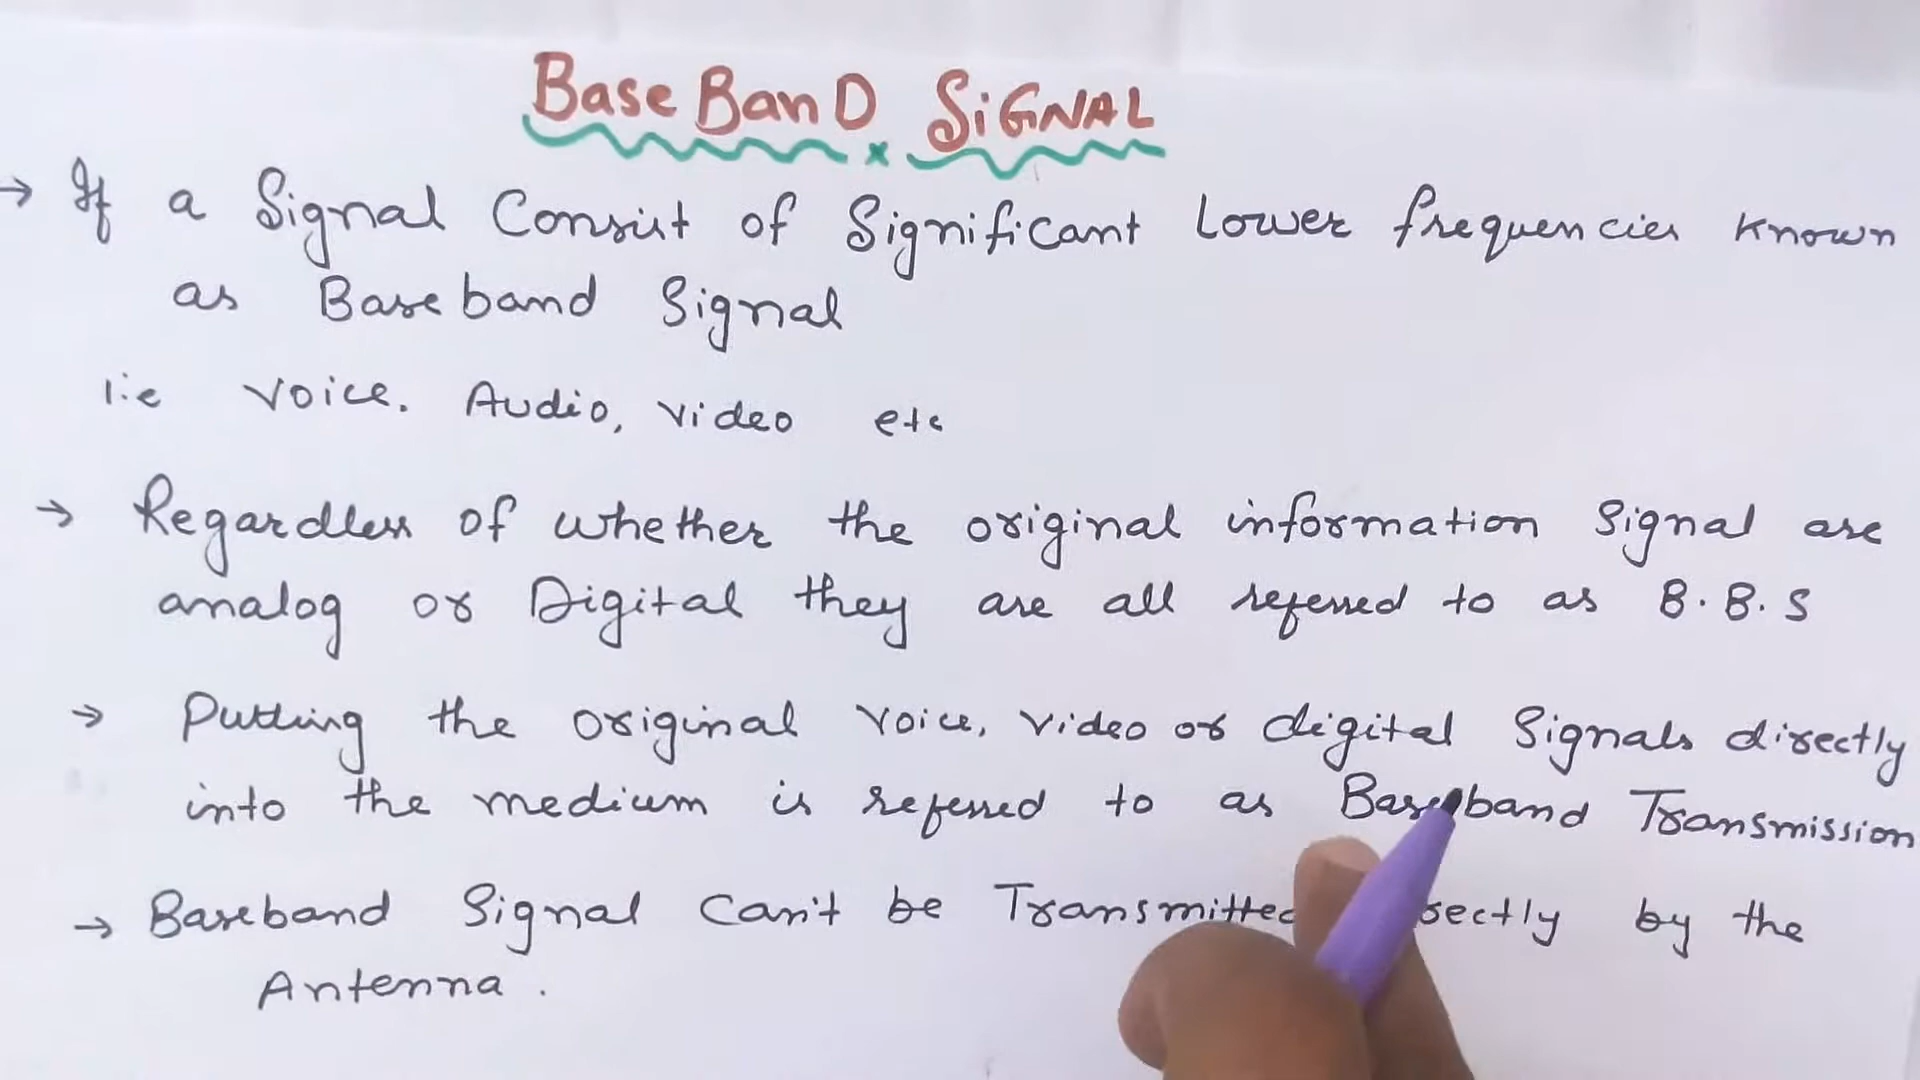 BaseBanD SiGNAL
→ If a Signal Consist of Significant Lower frequencies known
as Baseband Signal
i.e voice. Audio, video etc
→ Regardless of whether the original information Signal are
analog or Digital they are all referred to as B.B.S
→ Putting the original voice, video or digital Signals directly
into the medium is referred to as Baseband Transmission
→ Baseband Signal Can't be Transmitted by the
Antenna.